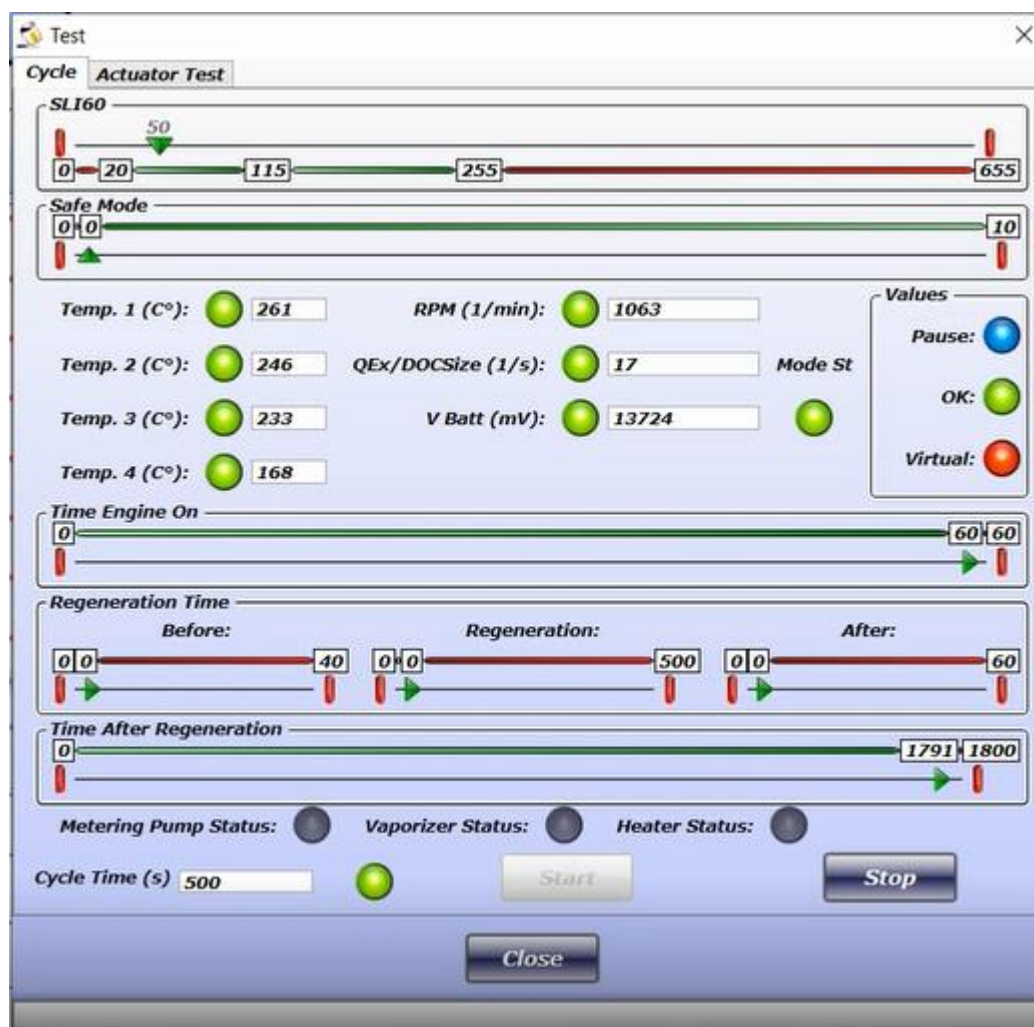 Test
Cycle Actuator Test
SLI60
50
0 20 115 255 655
Safe Mode
0 0 10
Temp. 1 (C°): 261 RPM (1/min): 1063
Values
Pause:
Temp. 2 (C°): 246 QEx/DOCSize (1/s): 17 Mode St
OK:
Temp. 3 (C°): 233 V Batt (mV): 13724
Virtual:
Temp. 4 (C°): 168
Time Engine On
0 60 60
Regeneration Time
Before: Regeneration: After:
0 0 40 0 0 500 0 0 60
Time After Regeneration
0 1791 1800
Metering Pump Status: Vaporizer Status: Heater Status:
Cycle Time (s) 500 Start Stop
Close